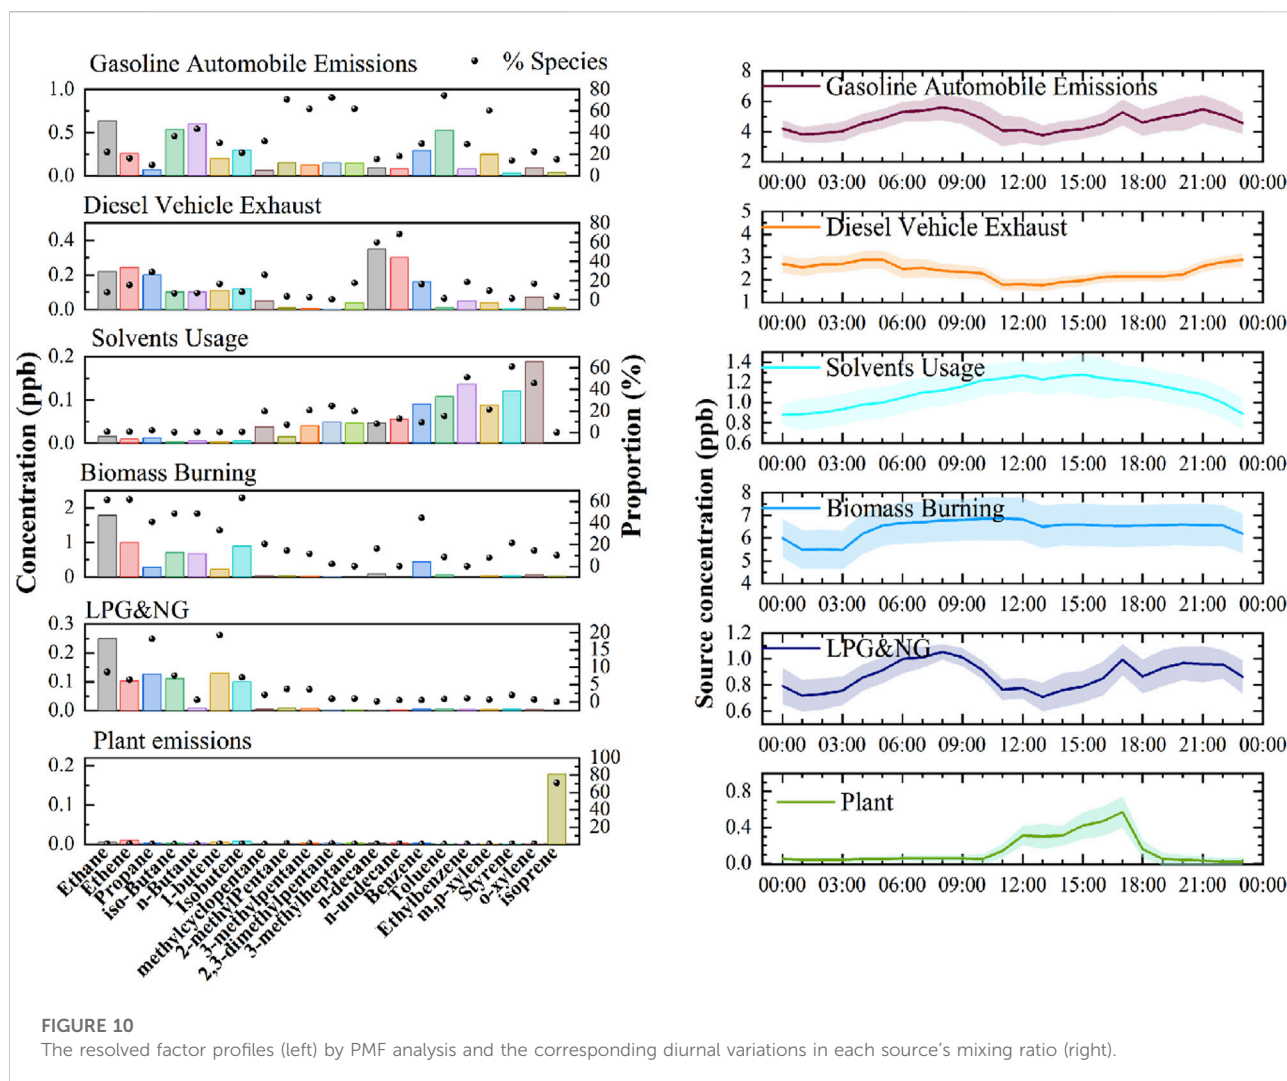 Gasoline Automobile Emissions
% Species
1.0
0.5
0.0
80
60
40
20
0
Diesel Vehicle Exhaust
0.4
0.2
0.0
80
60
40
20
0
Solvents Usage
0.2
0.1
0.0
60
40
20
0
Biomass Burning
2
1
0
60
40
20
0
LPG&NG
0.3
0.2
0.1
0.0
20
15
10
5
0
Plant emissions
0.2
0.1
0.0
100
80
60
40
20
Concentration (ppb)
Proportion (%)
Ethane
Ethene
Propane
iso-Butane
n-Butane
1-butene
Isobutene
methylcyclopentane
2-methylPentane
3-methylpentane
2,3-dimethylpentane
3-methylheptane
n-decane
n-undecane
Benzene
Toluene
Ethylbenzene
m,p-xylene
Styrene
o-xylene
isoprene
Source concentration (ppb)
Gasoline Automobile Emissions
8
6
4
2
00:00 03:00 06:00 09:00 12:00 15:00 18:00 21:00 00:00
Diesel Vehicle Exhaust
5
4
3
2
1
00:00 03:00 06:00 09:00 12:00 15:00 18:00 21:00 00:00
Solvents Usage
1.4
1.2
1.0
0.8
0.6
00:00 03:00 06:00 09:00 12:00 15:00 18:00 21:00 00:00
Biomass Burning
8
7
6
5
4
00:00 03:00 06:00 09:00 12:00 15:00 18:00 21:00 00:00
LPG&NG
1.2
1.0
0.8
0.6
00:00 03:00 06:00 09:00 12:00 15:00 18:00 21:00 00:00
Plant
0.8
0.4
0.0
00:00 03:00 06:00 09:00 12:00 15:00 18:00 21:00 00:00
FIGURE 10
The resolved factor profiles (left) by PMF analysis and the corresponding diurnal variations in each source's mixing ratio (right).